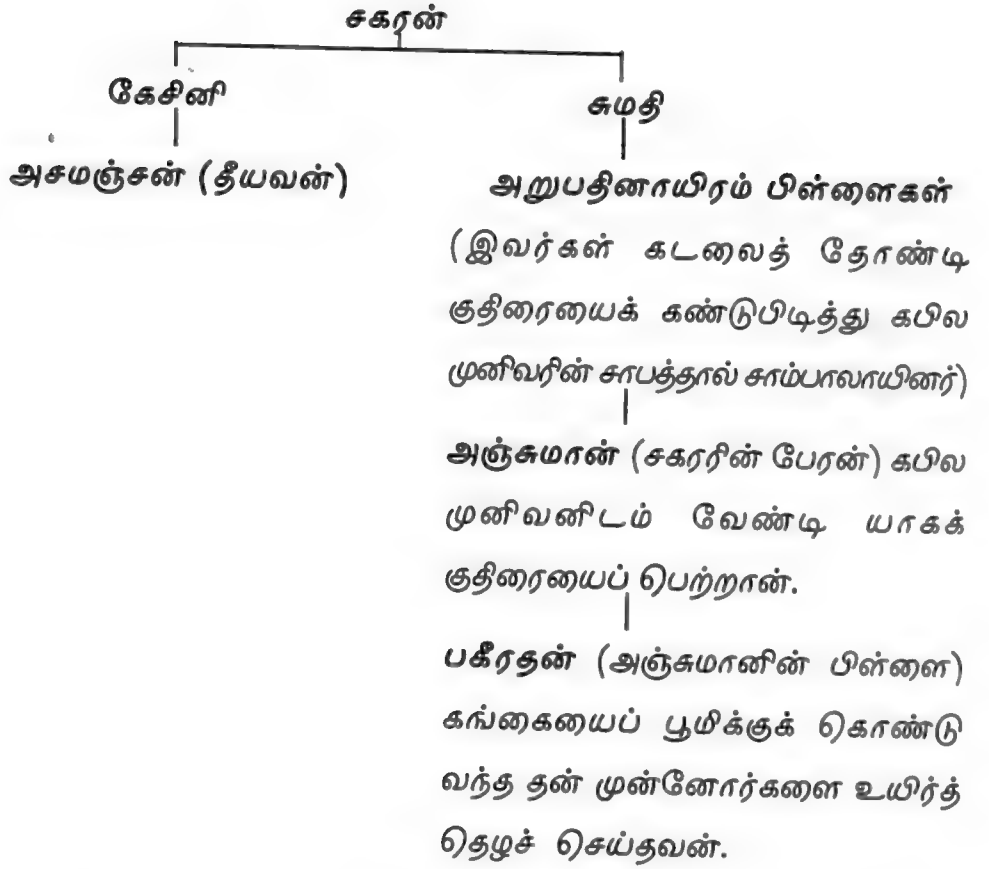 சகரன்
கேசினி
சுமதி
அசமஞ்சன் (தீயவன்)
அறுபதினாயிரம் பிள்ளைகள்
(இவர்கள் கடலைத் தோண்டி
குதிரையைக் கண்டுபிடித்து கபில
முனிவரின் சாபத்தால் சாம்பாலாயினர்)
அஞ்சுமான் (சகரரின் பேரன்) கபில
முனிவனிடம் வேண்டி யாகக்
குதிரையைப் பெற்றான்.
பகீரதன் (அஞ்சுமானின் பிள்ளை)
கங்கையைப் பூமிக்குக் கொண்டு
வந்த தன் முன்னோர்களை உயிர்த்
தெழச் செய்தவன்.